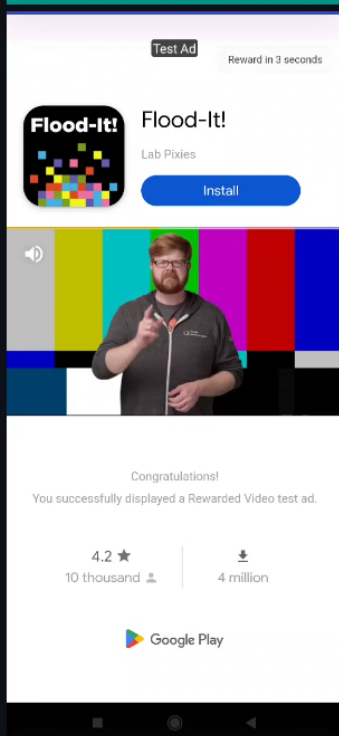 Test Ad
Reward in 3 seconds
Flood-It!
Flood-It!
Lab Pixies
Install
Congratulations!
You successfully displayed a Rewarded Video test ad.
4.2
10 thousand
4 million
Google Play